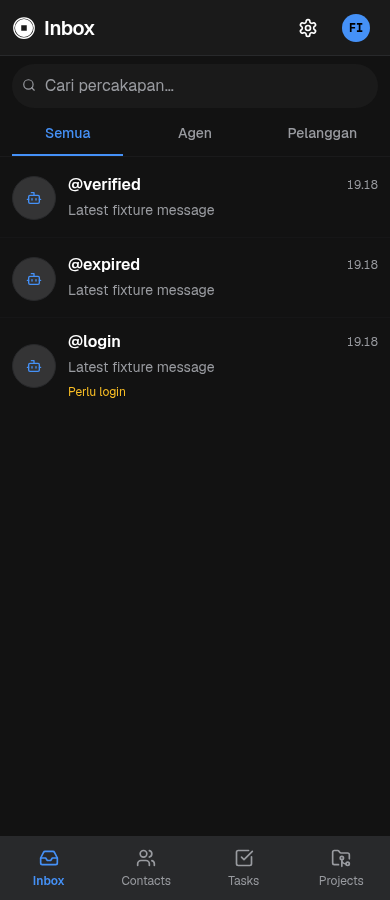 Inbox
FI
Cari percakapan...
Semua
Agen
Pelanggan
@verified
19.18
Latest fixture message
@expired
19.18
Latest fixture message
@login
19.18
Latest fixture message
Perlu login
Inbox
Contacts
Tasks
Projects